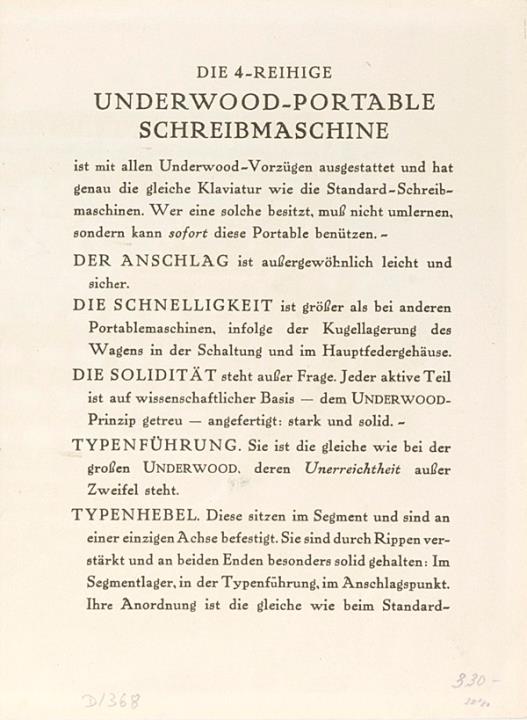 DIE 4-REIHIGE
UNDERWOOD-PORTABLE
SCHREIBMASCHINE
ist mit allen Underwood-Vorzügen ausgestattet und hat
genau die gleiche Klaviatur wie die Standard-Schreib-
maschinen. Wer eine solche besitzt, muß nicht umlernen,
sondern kann sofort diese Portable benützen. -
DER ANSCHLAG ist außergewöhnlich leicht und
sicher.
DIE SCHNELLIGKEIT ist größer als bei anderen
Portablemaschinen, infolge der Kugellagerung des
Wagens in der Schaltung und im Hauptfedergehäuse.
DIE SOLIDITÄT steht außer Frage. Jeder aktive Teil
ist auf wissenschaftlicher Basis — dem UNDERWOOD-
Prinzip getreu — angefertigt: stark und solid. -
TYPENFÜHRUNG. Sie ist die gleiche wie bei der
großen UNDERWOOD, deren Unerreichtheit außer
Zweifel steht.
TYPENHEBEL. Diese sitzen im Segment und sind an
einer einzigen Achse befestigt. Sie sind durch Rippen ver-
stärkt und an beiden Enden besonders solid gehalten: Im
Segmentlager, in der Typenführung, im Anschlagspunkt.
Ihre Anordnung ist die gleiche wie beim Standard-
330-
D/368